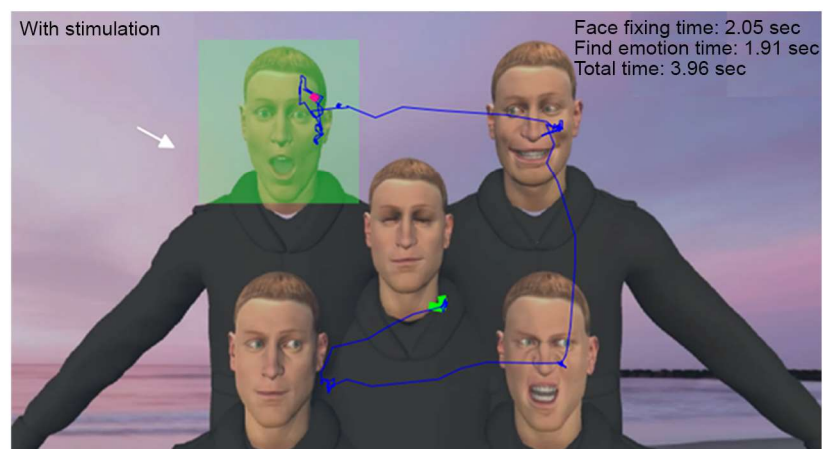 With stimulation
Face fixing time: 2.05 sec
Find emotion time: 1.91 sec
Total time: 3.96 sec